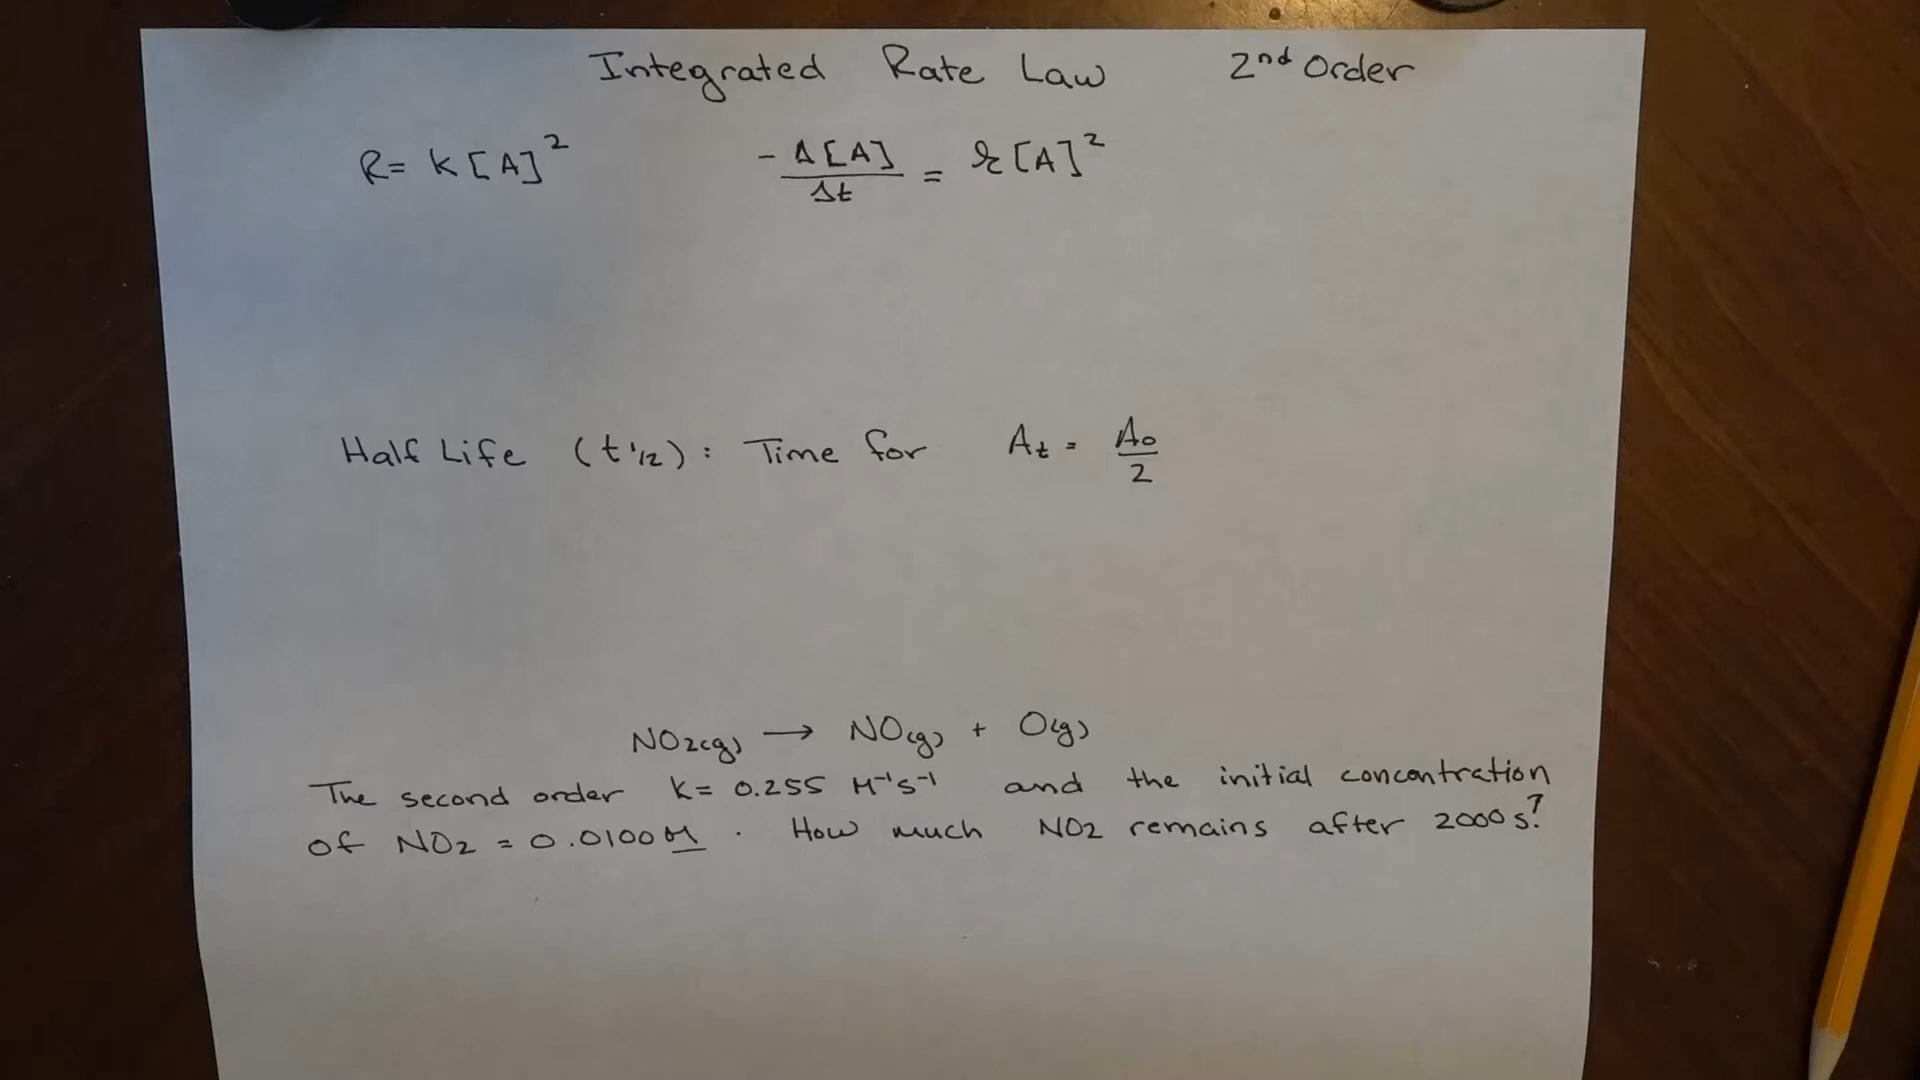 Integrated Rate Law 2nd Order
R = k[A]² -Δ[A]/Δt = k[A]²
Half Life (t1/2): Time for At = A0/2
NO2(g) → NO(g) + O(g)
The second order k= 0.255 M⁻¹s⁻¹ and the initial concentration
of NO2 = 0.0100 M . How much NO2 remains after 2000 s?